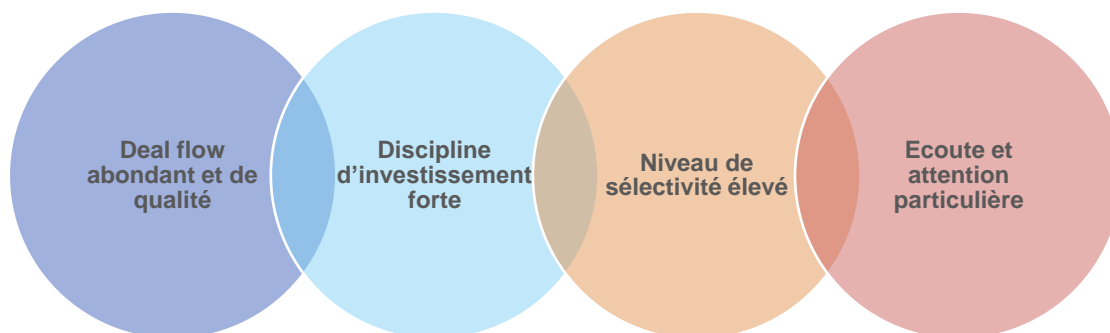 Deal flow
abondant et de
qualité
Discipline
d’investissement
forte
Niveau de
sélectivité élevé
Ecoute et
attention
particulière